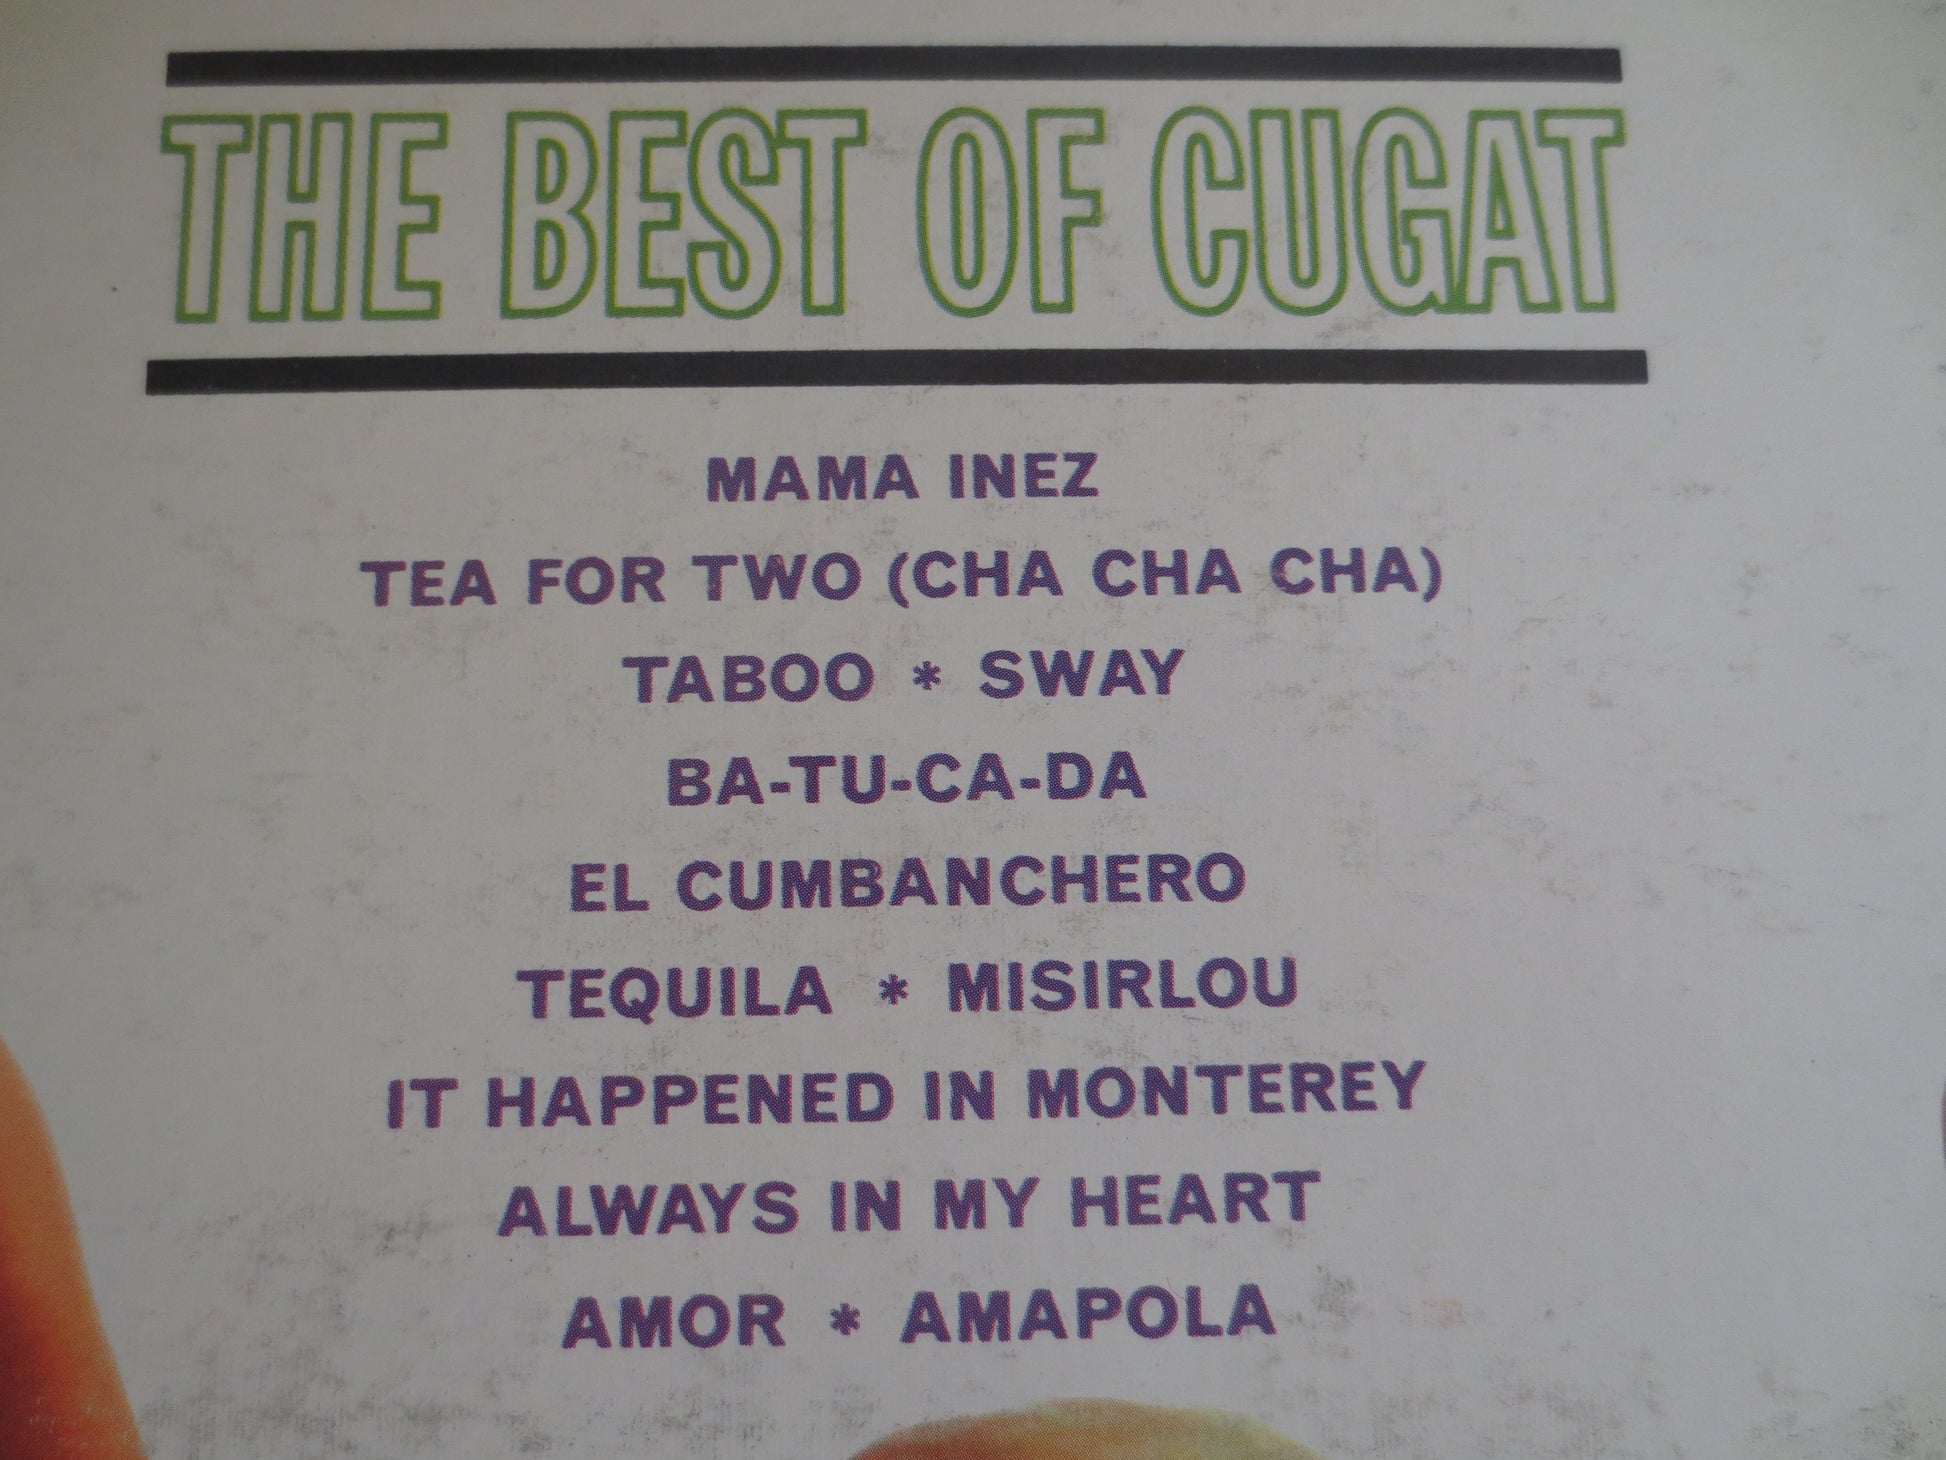 THE BEST OF CUGAT
MAMA INEZ
TEA FOR TWO (CHA CHA CHA)
TABOO * SWAY
BA-TU-CA-DA
EL CUMBANCHERO
TEQUILA * MISIRLOU
IT HAPPENED IN MONTEREY
ALWAYS IN MY HEART
AMOR * AMAPOLA